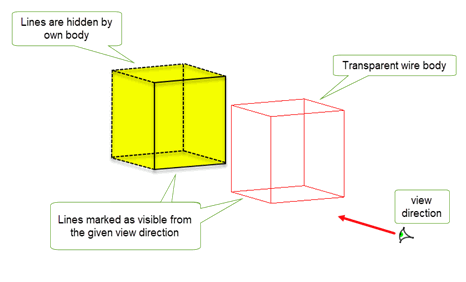 Lines are hidden by
own body
Transparent wire body
Lines marked as visible from
the given view direction
view
direction